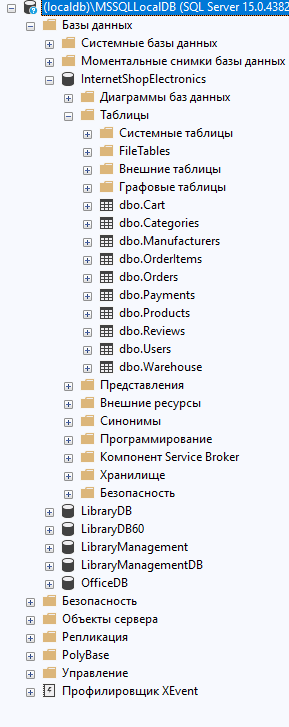 (localdb)\MSSQLLocalDB (SQL Server 15.0.4382
Базы данных
Системные базы данных
Моментальные снимки базы данных
InternetShopElectronics
Диаграммы баз данных
Таблицы
Системные таблицы
FileTables
Внешние таблицы
Графовые таблицы
dbo.Cart
dbo.Categories
dbo.Manufacturers
dbo.OrderItems
dbo.Orders
dbo.Payments
dbo.Products
dbo.Reviews
dbo.Users
dbo.Warehouse
Представления
Внешние ресурсы
Синонимы
Программирование
Компонент Service Broker
Хранилище
Безопасность
LibraryDB
LibraryDB60
LibraryManagement
LibraryManagementDB
OfficeDB
Безопасность
Объекты сервера
Репликация
PolyBase
Управление
Профилировщик XEvent